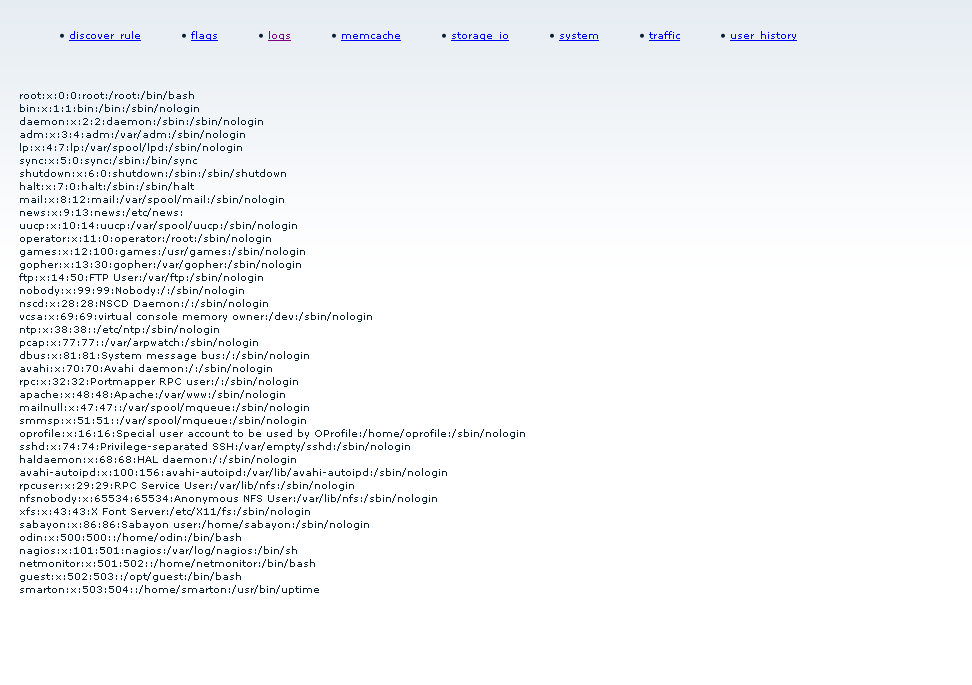 • discover_rule • flags • logs • memcache • storage_io • system • traffic • user_history
root:x:0:0:root:/root:/bin/bash
bin:x:1:1:bin:/bin:/sbin/nologin
daemon:x:2:2:daemon:/sbin:/sbin/nologin
adm:x:3:4:adm:/var/adm:/sbin/nologin
lp:x:4:7:lp:/var/spool/lpd:/sbin/nologin
sync:x:5:0:sync:/sbin:/bin/sync
shutdown:x:6:0:shutdown:/sbin:/sbin/shutdown
halt:x:7:0:halt:/sbin:/sbin/halt
mail:x:8:12:mail:/var/spool/mail:/sbin/nologin
news:x:9:13:news:/etc/news:
uucp:x:10:14:uucp:/var/spool/uucp:/sbin/nologin
operator:x:11:0:operator:/root:/sbin/nologin
games:x:12:100:games:/usr/games:/sbin/nologin
gopher:x:13:30:gopher:/var/gopher:/sbin/nologin
ftp:x:14:50:FTP User:/var/ftp:/sbin/nologin
nobody:x:99:99:Nobody:/:/sbin/nologin
nscd:x:28:28:NSCD Daemon:/:/sbin/nologin
vcsa:x:69:69:virtual console memory owner:/dev:/sbin/nologin
ntp:x:38:38::/etc/ntp:/sbin/nologin
pcap:x:77:77::/var/arpwatch:/sbin/nologin
dbus:x:81:81:System message bus:/:/sbin/nologin
avahi:x:70:70:Avahi daemon:/:/sbin/nologin
rpc:x:32:32:Portmapper RPC user:/:/sbin/nologin
apache:x:48:48:Apache:/var/www:/sbin/nologin
mailnull:x:47:47::/var/spool/mqueue:/sbin/nologin
smmsp:x:51:51::/var/spool/mqueue:/sbin/nologin
oprofile:x:16:16:Special user account to be used by OProfile:/home/oprofile:/sbin/nologin
sshd:x:74:74:Privilege-separated SSH:/var/empty/sshd:/sbin/nologin
haldaemon:x:68:68:HAL daemon:/:/sbin/nologin
avahi-autoipd:x:100:156:avahi-autoipd:/var/lib/avahi-autoipd:/sbin/nologin
rpcuser:x:29:29:RPC Service User:/var/lib/nfs:/sbin/nologin
nfsnobody:x:65534:65534:Anonymous NFS User:/var/lib/nfs:/sbin/nologin
xfs:x:43:43:X Font Server:/etc/X11/fs:/sbin/nologin
sabayon:x:86:86:Sabayon user:/home/sabayon:/sbin/nologin
odin:x:500:500::/home/odin:/bin/bash
nagios:x:101:501:nagios:/var/log/nagios:/bin/sh
netmonitor:x:501:502::/home/netmonitor:/bin/bash
guest:x:502:503::/opt/guest:/bin/bash
smarton:x:503:504::/home/smarton:/usr/bin/uptime